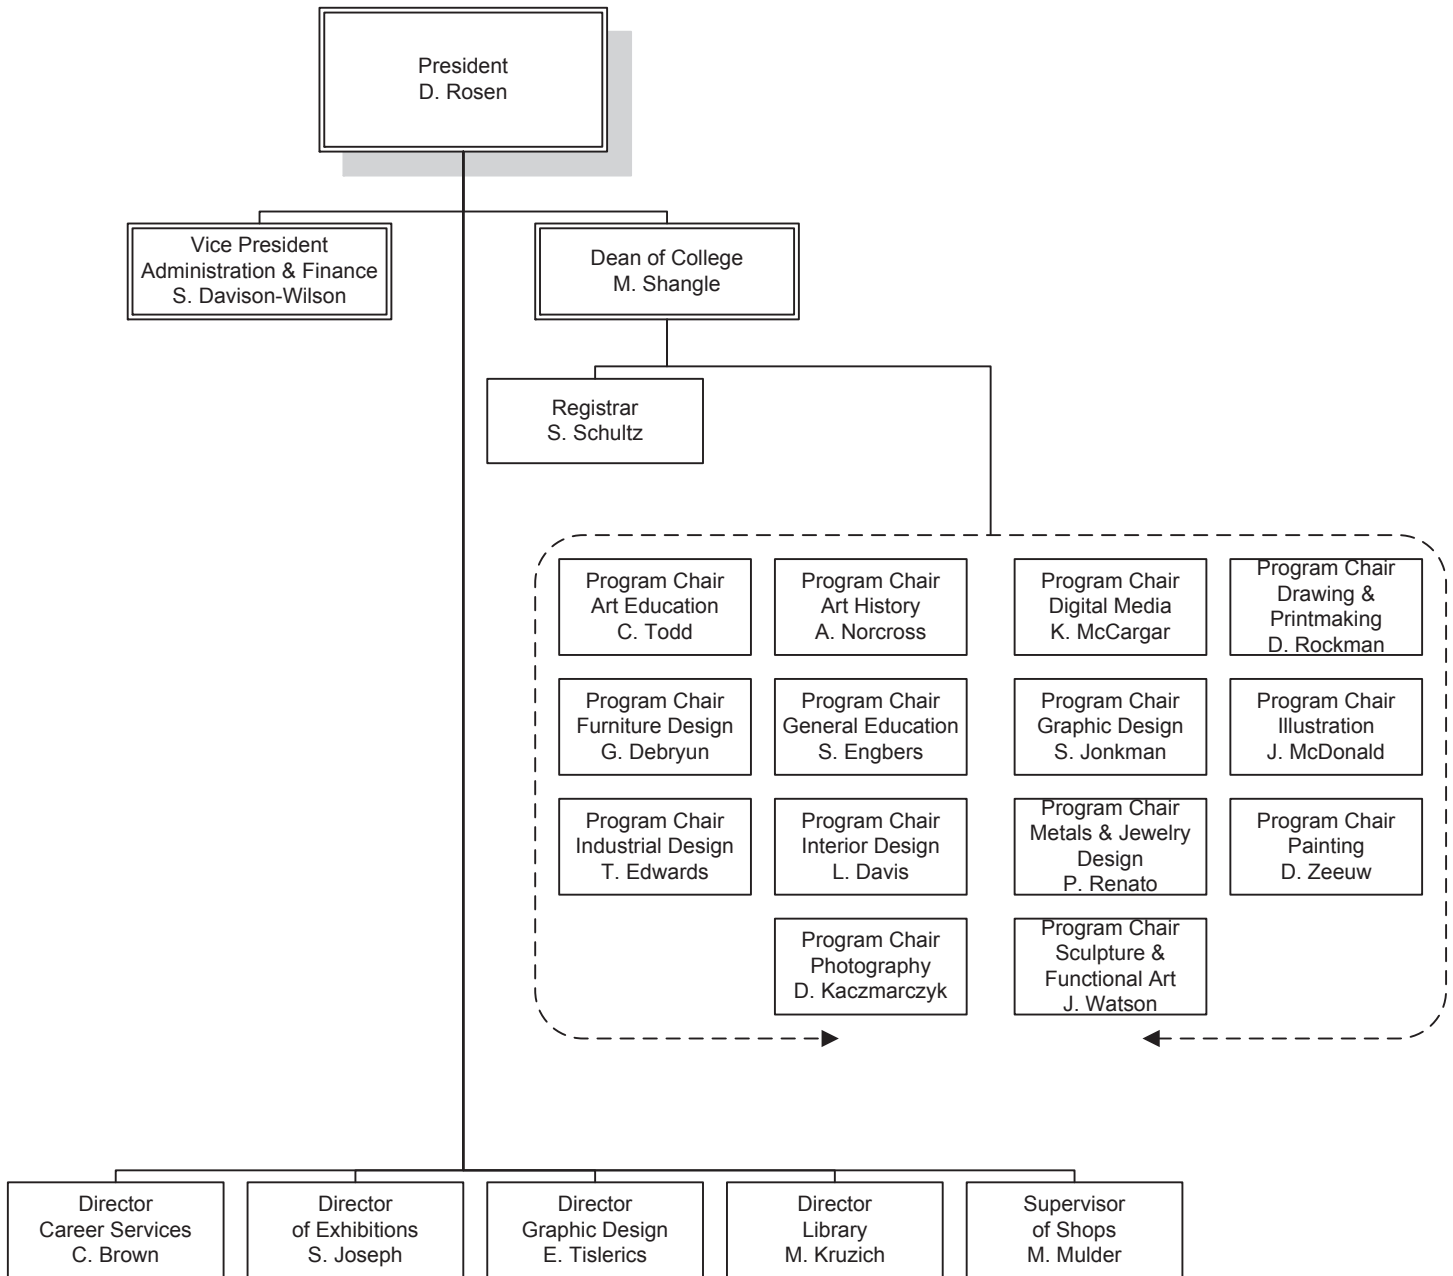 President
D. Rosen
Vice President
Administration & Finance
S. Davison-Wilson
Dean of College
M. Shangle
Registrar
S. Schultz
Program Chair
Art Education
C. Todd
Program Chair
Art History
A. Norcross
Program Chair
Digital Media
K. McCargar
Program Chair
Drawing &
Printmaking
D. Rockman
Program Chair
Furniture Design
G. Debryun
Program Chair
General Education
S. Engbers
Program Chair
Graphic Design
S. Jonkman
Program Chair
Illustration
J. McDonald
Program Chair
Industrial Design
T. Edwards
Program Chair
Interior Design
L. Davis
Program Chair
Metals & Jewelry
Design
P. Renato
Program Chair
Painting
D. Zeeuw
Program Chair
Photography
D. Kaczmarczyk
Program Chair
Sculpture &
Functional Art
J. Watson
Director
Career Services
C. Brown
Director
of Exhibitions
S. Joseph
Director
Graphic Design
E. Tislerics
Director
Library
M. Kruzich
Supervisor
of Shops
M. Mulder